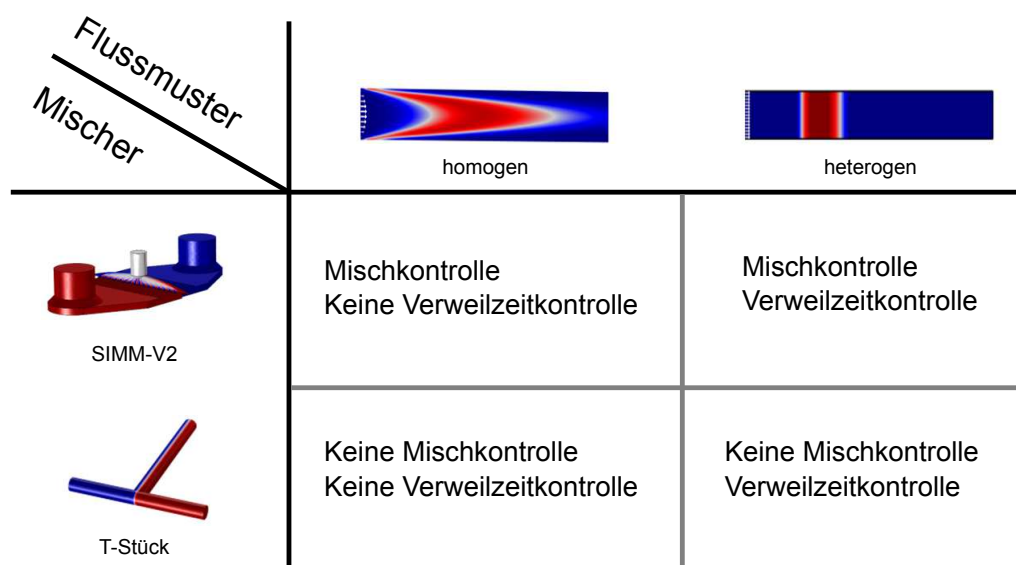 Flussmuster
Mischer
homogen
heterogen
SIMM-V2
Mischkontrolle
Keine Verweilzeitkontrolle
Mischkontrolle
Verweilzeitkontrolle
T-Stück
Keine Mischkontrolle
Keine Verweilzeitkontrolle
Keine Mischkontrolle
Verweilzeitkontrolle